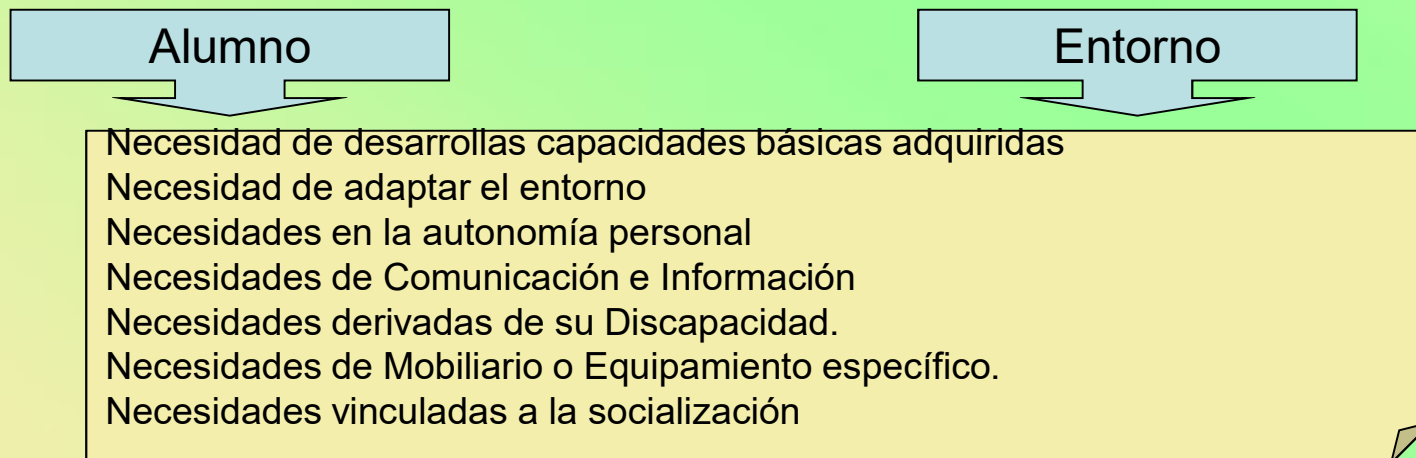 Alumno
Entorno
Necesidad de desarrollas capacidades básicas adquiridas
Necesidad de adaptar el entorno
Necesidades en la autonomía personal
Necesidades de Comunicación e Información
Necesidades derivadas de su Discapacidad.
Necesidades de Mobiliario o Equipamiento específico.
Necesidades vinculadas a la socialización